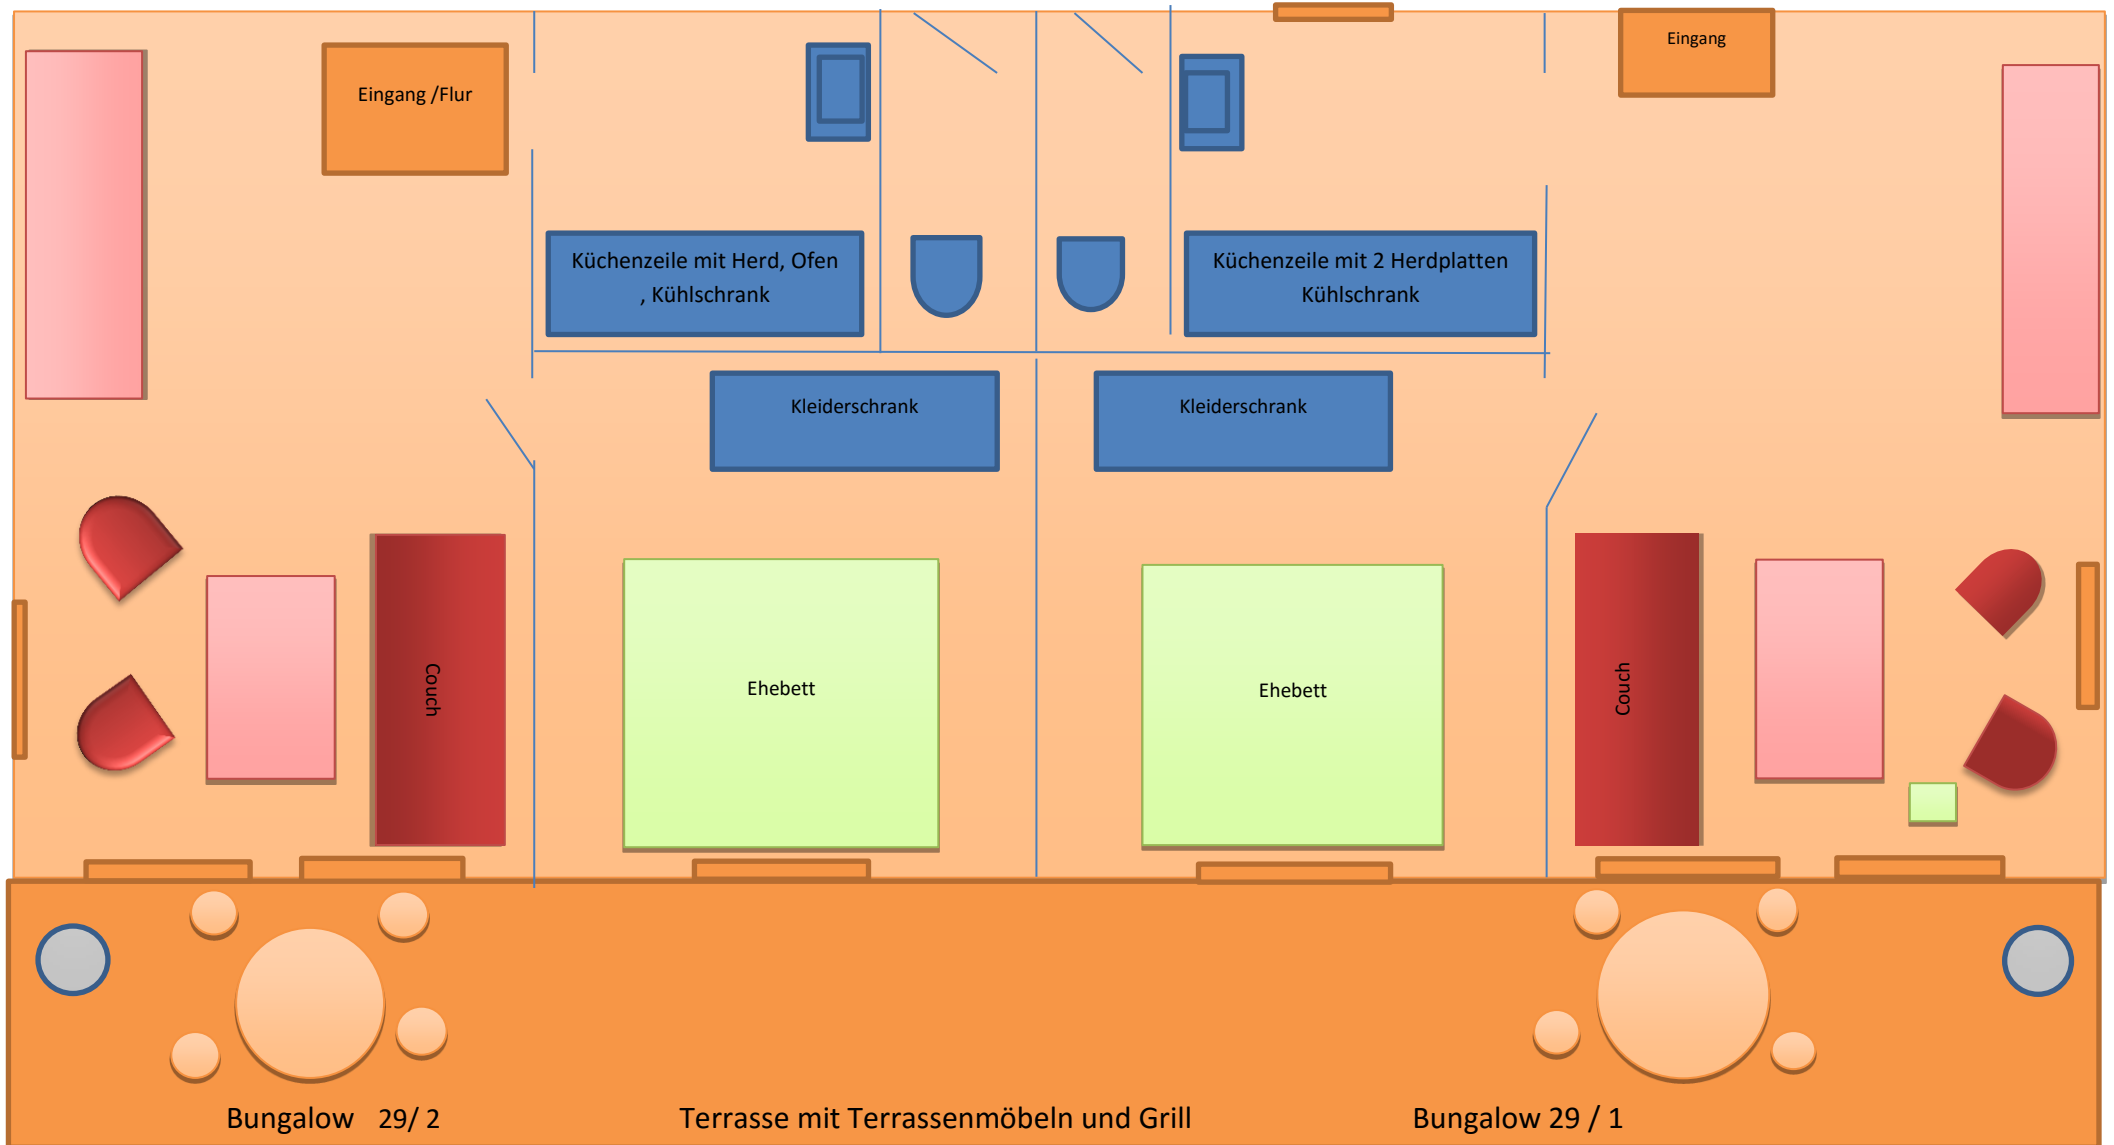 Eingang /Flur
Eingang
Küchenzeile mit Herd, Ofen
, Kühlschrank
Küchenzeile mit 2 Herdplatten
Kühlschrank
Kleiderschrank
Kleiderschrank
Couch
Ehebett
Ehebett
Couch
Bungalow 29/ 2
Terrasse mit Terrassenmöbeln und Grill
Bungalow 29 / 1